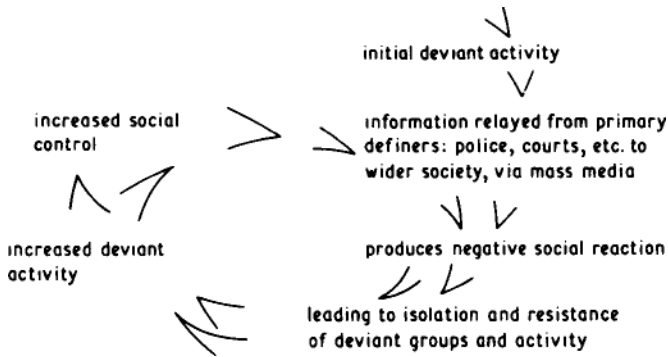 initial deviant activity
increased social
control
information relayed from primary
definers: police, courts, etc. to
wider society, via mass media
increased deviant
activity
produces negative social reaction
leading to isolation and resistance
of deviant groups and activity